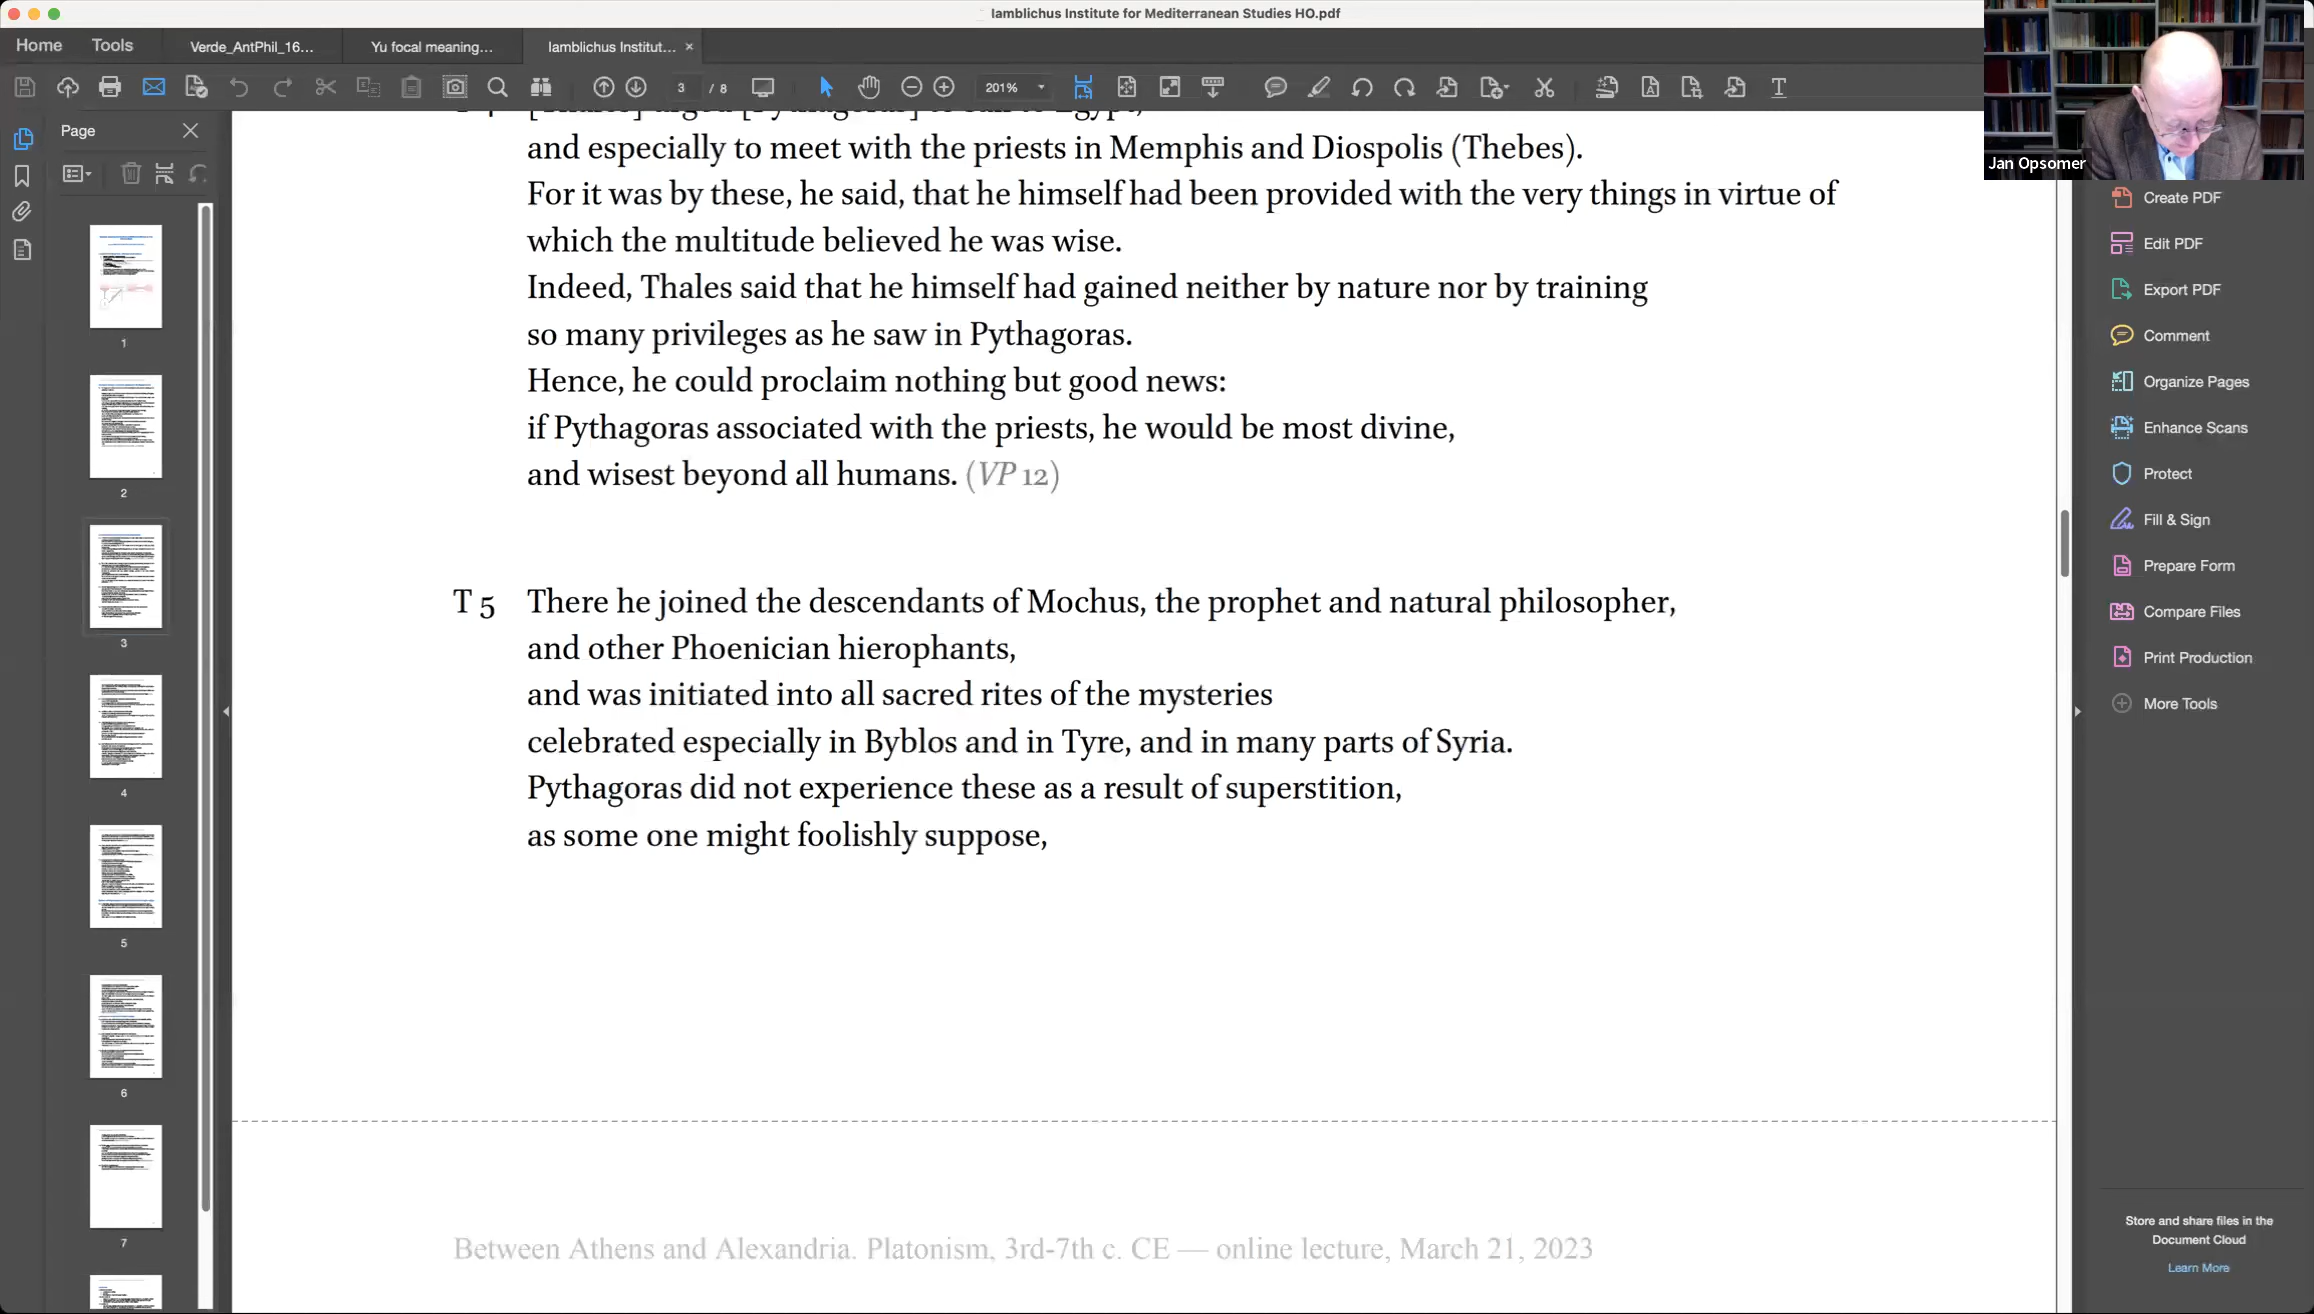 Iamblichus Institute for Mediterranean Studies HO.pdf
Home
Tools
Verde_AntPhil_16...
Yu focal meaning...
Iamblichus Institut... ×
3 / 8
201%
Jan Opsomer
Page
1
2
3
4
5
6
7
and especially to meet with the priests in Memphis and Diospolis (Thebes).
For it was by these, he said, that he himself had been provided with the very things in virtue of
which the multitude believed he was wise.
Indeed, Thales said that he himself had gained neither by nature nor by training
so many privileges as he saw in Pythagoras.
Hence, he could proclaim nothing but good news:
if Pythagoras associated with the priests, he would be most divine,
and wisest beyond all humans. (VP 12)
T 5 There he joined the descendants of Mochus, the prophet and natural philosopher,
and other Phoenician hierophants,
and was initiated into all sacred rites of the mysteries
celebrated especially in Byblos and in Tyre, and in many parts of Syria.
Pythagoras did not experience these as a result of superstition,
as some one might foolishly suppose,
Between Athens and Alexandria. Platonism, 3rd-7th c. CE — online lecture, March 21, 2023
Create PDF
Edit PDF
Export PDF
Comment
Organize Pages
Enhance Scans
Protect
Fill & Sign
Prepare Form
Compare Files
Print Production
More Tools
Store and share files in the
Document Cloud
Learn More